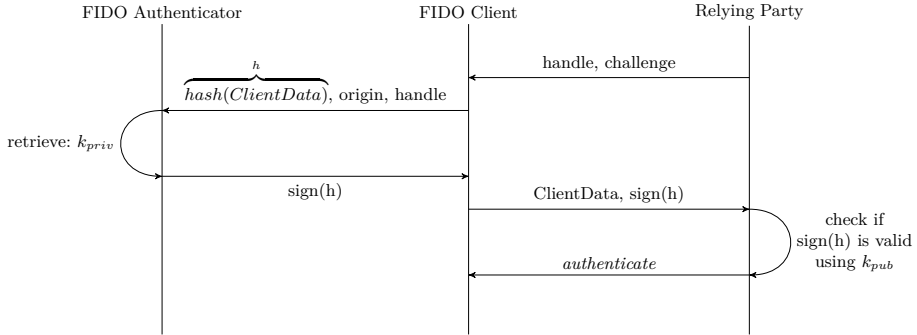 FIDO Authenticator
FIDO Client
Relying Party
handle, challenge
h
hash(ClientData), origin, handle
retrieve: k_priv
sign(h)
ClientData, sign(h)
check if
sign(h) is valid
using k_pub
authenticate